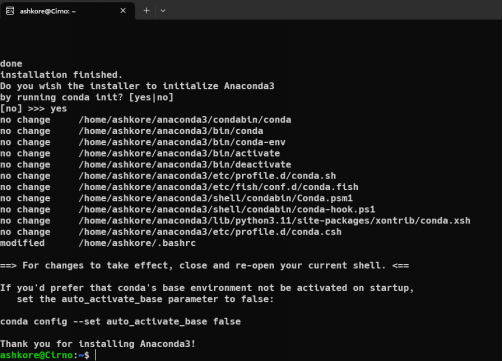 ashkore@Cirno: ~
done
installation finished.
Do you wish the installer to initialize Anaconda3
by running conda init? [yes|no]
[no] >>> yes
no change     /home/ashkore/anaconda3/condabin/conda
no change     /home/ashkore/anaconda3/bin/conda
no change     /home/ashkore/anaconda3/bin/conda-env
no change     /home/ashkore/anaconda3/bin/activate
no change     /home/ashkore/anaconda3/bin/deactivate
no change     /home/ashkore/anaconda3/etc/profile.d/conda.sh
no change     /home/ashkore/anaconda3/etc/fish/conf.d/conda.fish
no change     /home/ashkore/anaconda3/shell/condabin/Conda.psm1
no change     /home/ashkore/anaconda3/shell/condabin/conda-hook.ps1
no change     /home/ashkore/anaconda3/lib/python3.11/site-packages/xontrib/conda.xsh
no change     /home/ashkore/anaconda3/etc/profile.d/conda.csh
modified      /home/ashkore/.bashrc
==> For changes to take effect, close and re-open your current shell. <==
If you'd prefer that conda's base environment not be activated on startup,
   set the auto_activate_base parameter to false:
conda config --set auto_activate_base false
Thank you for installing Anaconda3!
ashkore@Cirno:~$